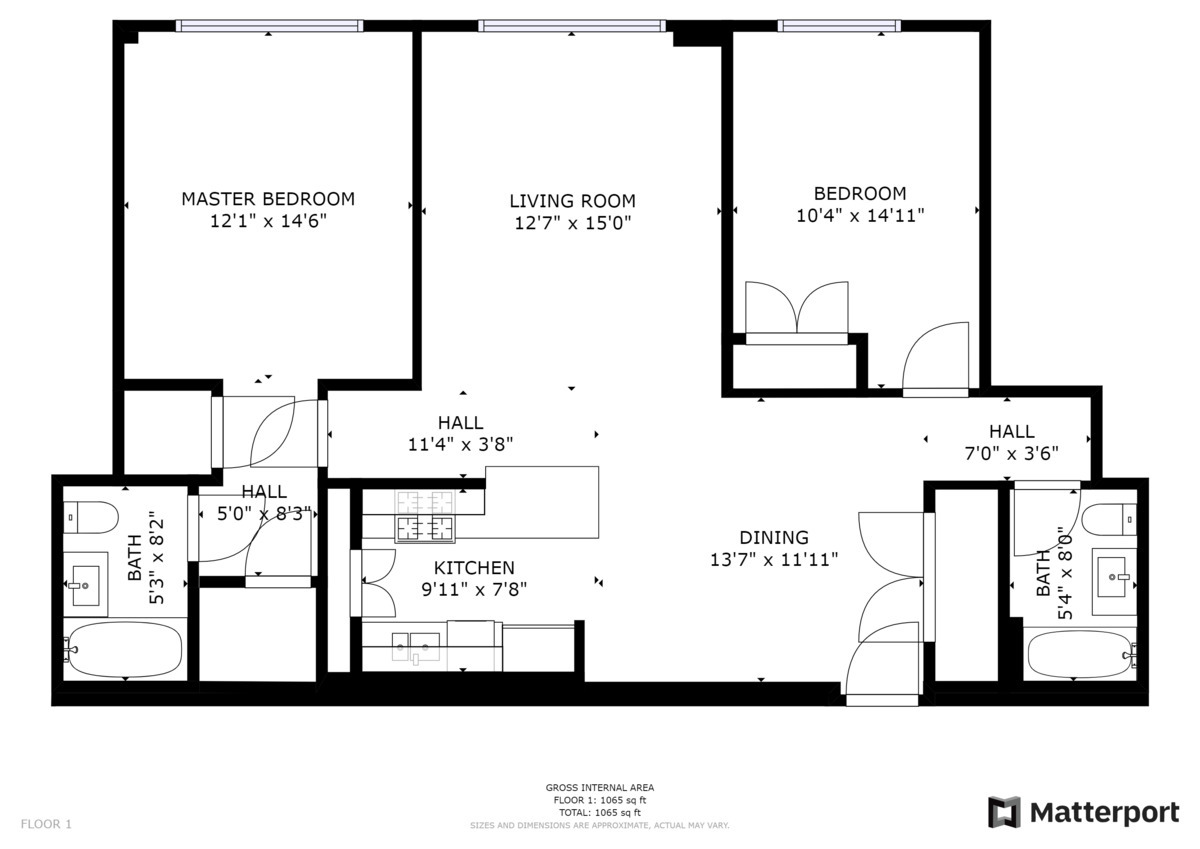 MASTER BEDROOM
12'1" x 14'6"
LIVING ROOM
12'7" x 15'0"
BEDROOM
10'4" x 14'11"
HALL
11'4" x 3'8"
HALL
7'0" x 3'6"
HALL
5'0" x 8'3"
BATH
5'3" x 8'2"
KITCHEN
9'11" x 7'8"
DINING
13'7" x 11'11"
BATH
5'4" x 8'0"
GROSS INTERNAL AREA
FLOOR 1: 1065 sq ft
TOTAL: 1065 sq ft
SIZES AND DIMENSIONS ARE APPROXIMATE, ACTUAL MAY VARY.
FLOOR 1
Matterport